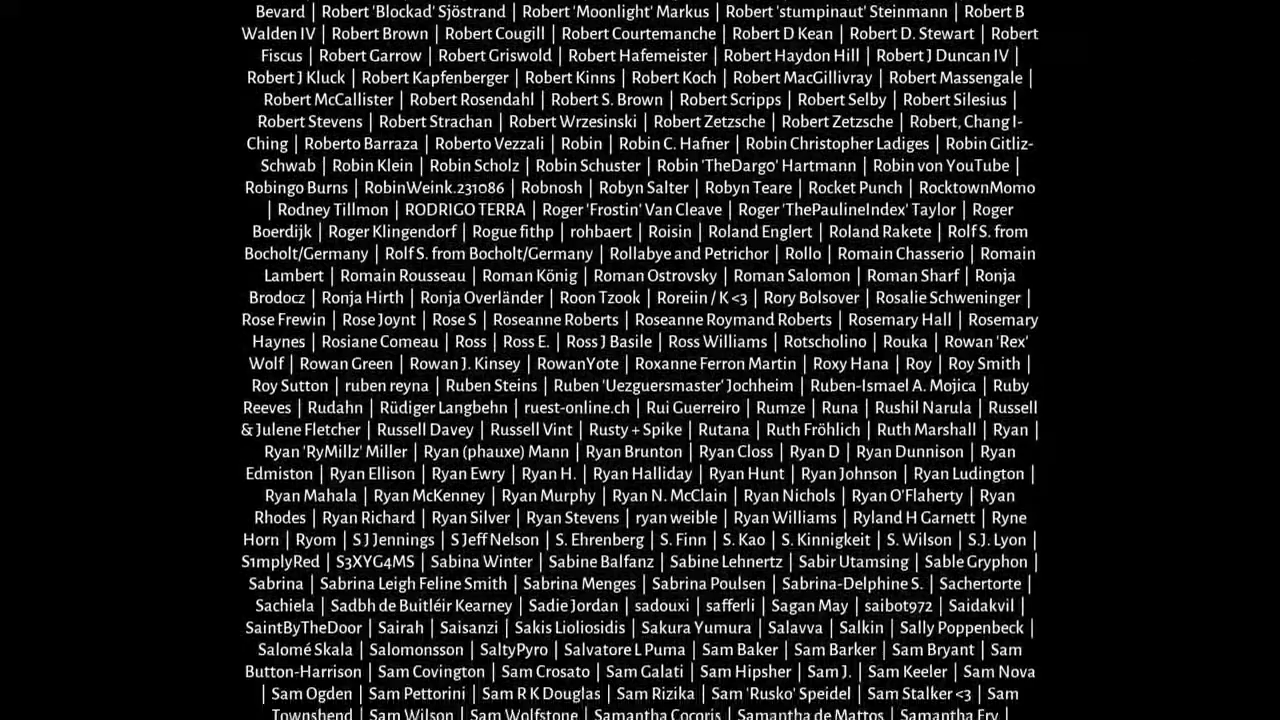 Bevard | Robert 'Blockad' Sjöstrand | Robert 'Moonlight' Markus | Robert 'stumpinaut' Steinmann | Robert B
Walden IV | Robert Brown | Robert Cougill | Robert Courtemanche | Robert D Kean | Robert D. Stewart | Robert
Fiscus | Robert Garrow | Robert Griswold | Robert Hafemeister | Robert Haydon Hill | Robert J Duncan IV |
Robert J Kluck | Robert Kapfenberger | Robert Kinns | Robert Koch | Robert MacGillivray | Robert Massengale |
Robert McCallister | Robert Rosendahl | Robert S. Brown | Robert Scripps | Robert Selby | Robert Silesius |
Robert Stevens | Robert Strachan | Robert Wrzesinski | Robert Zetzsche | Robert Zetzsche | Robert, Chang I-
Ching | Roberto Barraza | Roberto Vezzali | Robin | Robin C. Hafner | Robin Christopher Ladiges | Robin Gitliz-
Schwab | Robin Klein | Robin Scholz | Robin Schuster | Robin 'TheDargo' Hartmann | Robin von YouTube |
Robingo Burns | RobinWeink.231086 | Robnosh | Robyn Salter | Robyn Teare | Rocket Punch | RocktownMomo
| Rodney Tillmon | RODRIGO TERRA | Roger 'Frostin' Van Cleave | Roger 'ThePaulineIndex' Taylor | Roger
Boerdijk | Roger Klingendorf | Rogue fithp | rohbaert | Roisin | Roland Englert | Roland Rakete | Rolf S. from
Bocholt/Germany | Rolf S. from Bocholt/Germany | Rollabye and Petrichor | Rollo | Romain Chasserio | Romain
Lambert | Romain Rousseau | Roman König | Roman Ostrovsky | Roman Salomon | Roman Sharf | Ronja
Brodocz | Ronja Hirth | Ronja Overländer | Roon Tzook | Roreiin / K <3 | Rory Bolsover | Rosalie Schweninger |
Rose Frewin | Rose Joynt | Rose S | Roseanne Roberts | Roseanne Roymand Roberts | Rosemary Hall | Rosemary
Haynes | Rosiane Comeau | Ross | Ross E. | Ross J Basile | Ross Williams | Rotscholino | Rouka | Rowan 'Rex'
Wolf | Rowan Green | Rowan J. Kinsey | RowanYote | Roxanne Ferron Martin | Roxy Hana | Roy | Roy Smith |
Roy Sutton | ruben reyna | Ruben Steins | Ruben 'Uezguersmaster' Jochheim | Ruben-Ismael A. Mojica | Ruby
Reeves | Rudahn | Rüdiger Langbehn | ruest-online.ch | Rui Guerreiro | Rumze | Runa | Rushil Narula | Russell
& Julene Fletcher | Russell Davey | Russell Vint | Rusty + Spike | Rutana | Ruth Fröhlich | Ruth Marshall | Ryan |
Ryan 'RyMillz' Miller | Ryan (phauxe) Mann | Ryan Brunton | Ryan Closs | Ryan D | Ryan Dunnison | Ryan
Edmiston | Ryan Ellison | Ryan Ewry | Ryan H. | Ryan Halliday | Ryan Hunt | Ryan Johnson | Ryan Ludington |
Ryan Mahala | Ryan McKenney | Ryan Murphy | Ryan N. McClain | Ryan Nichols | Ryan O'Flaherty | Ryan
Rhodes | Ryan Richard | Ryan Silver | Ryan Stevens | ryan weible | Ryan Williams | Ryland H Garnett | Ryne
Horn | Ryom | S J Jennings | S Jeff Nelson | S. Ehrenberg | S. Finn | S. Kao | S. Kinnigkeit | S. Wilson | S.J. Lyon |
S1mplyRed | S3XYG4MS | Sabina Winter | Sabine Balfanz | Sabine Lehnertz | Sabir Utamsing | Sable Gryphon |
Sabrina | Sabrina Leigh Feline Smith | Sabrina Menges | Sabrina Poulsen | Sabrina-Delphine S. | Sachertorte |
Sachiela | Sadbh de Buitléir Kearney | Sadie Jordan | sadouxi | safferli | Sagan May | saibot972 | Saidakvil |
SaintByTheDoor | Sairah | Saisanzi | Sakis Lioliosidis | Sakura Yumura | Salavva | Salkin | Sally Poppenbeck |
Salomé Skala | Salomonsson | SaltyPyro | Salvatore L Puma | Sam Baker | Sam Barker | Sam Bryant | Sam
Button-Harrison | Sam Covington | Sam Crosato | Sam Galati | Sam Hipsher | Sam J. | Sam Keeler | Sam Nova
| Sam Ogden | Sam Pettorini | Sam R K Douglas | Sam Rizika | Sam 'Rusko' Speidel | Sam Stalker <3 | Sam
Townshend | Sam Wilson | Sam Wolfstone | Samantha Cocoris | Samantha de Mattos | Samantha Fry |